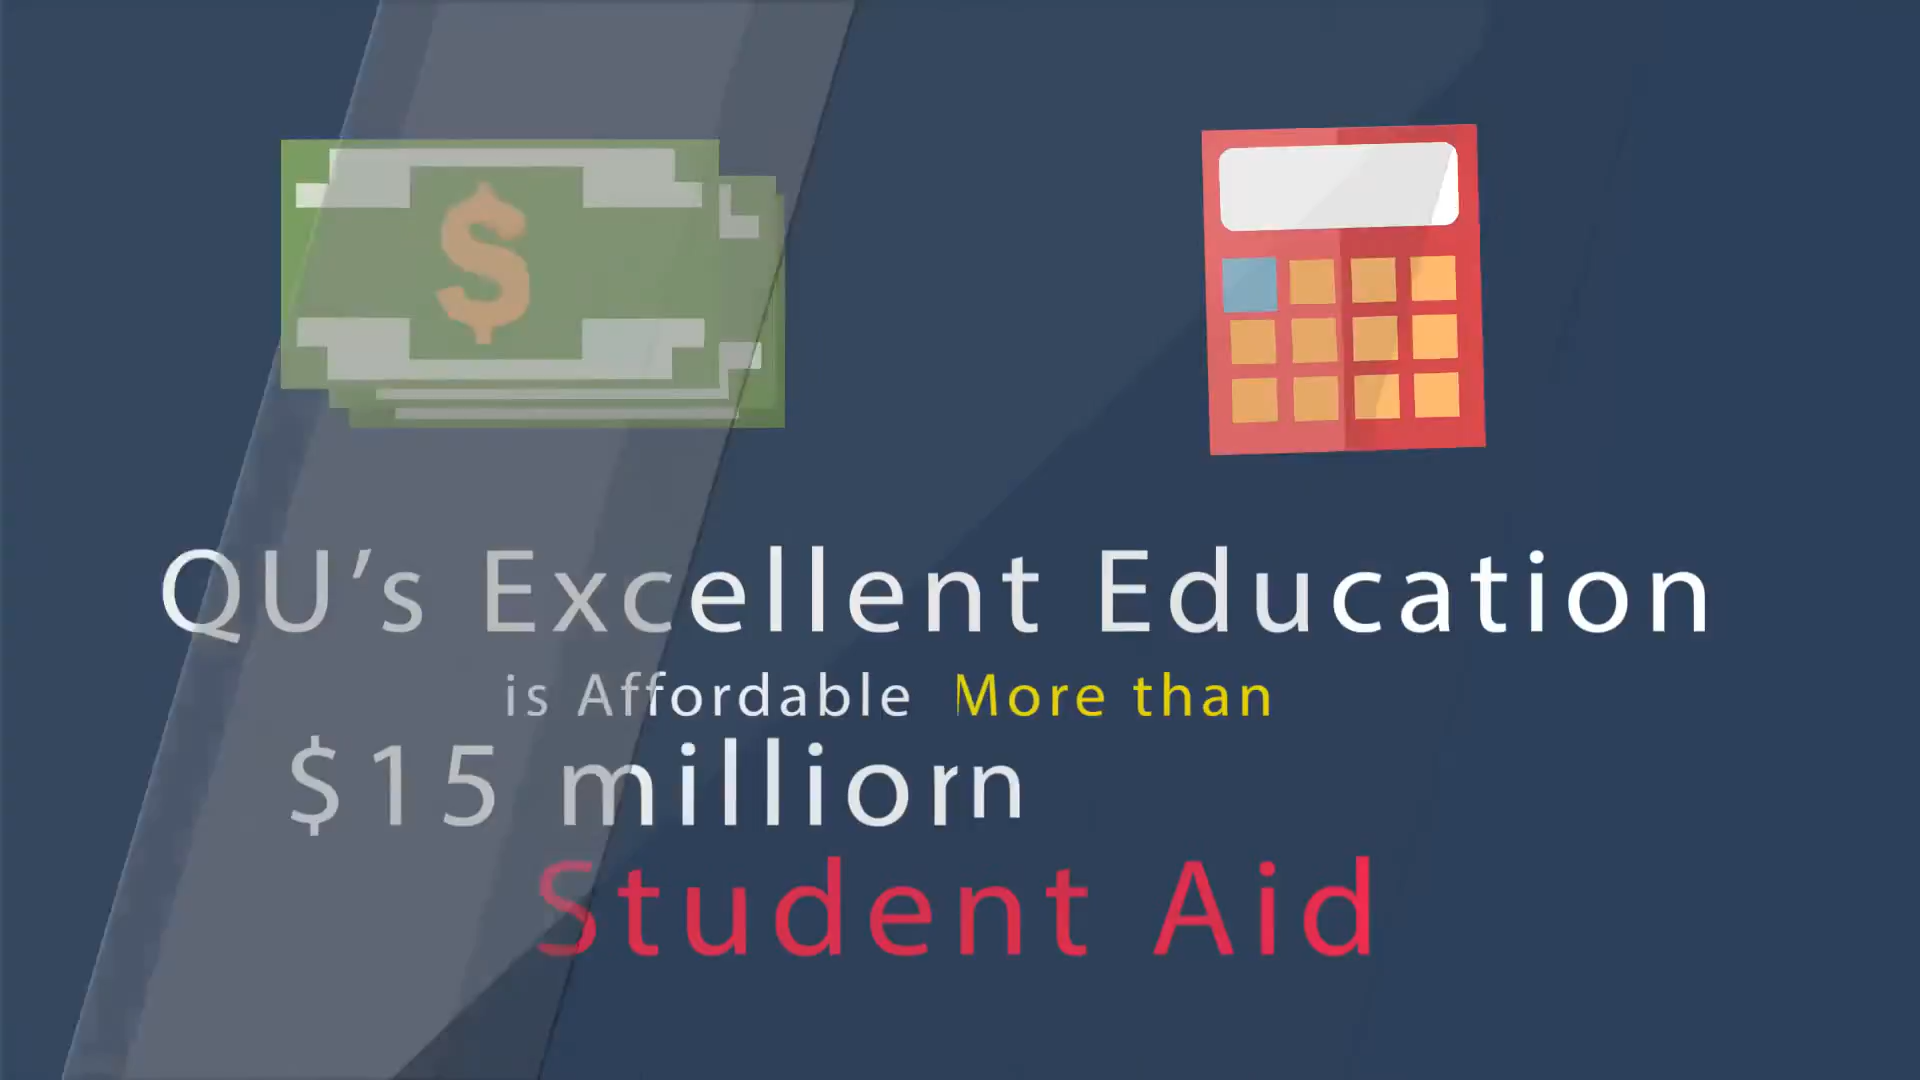 $
QU’s Excellent Education
is Affordable More than
$15 milliorn
Student Aid